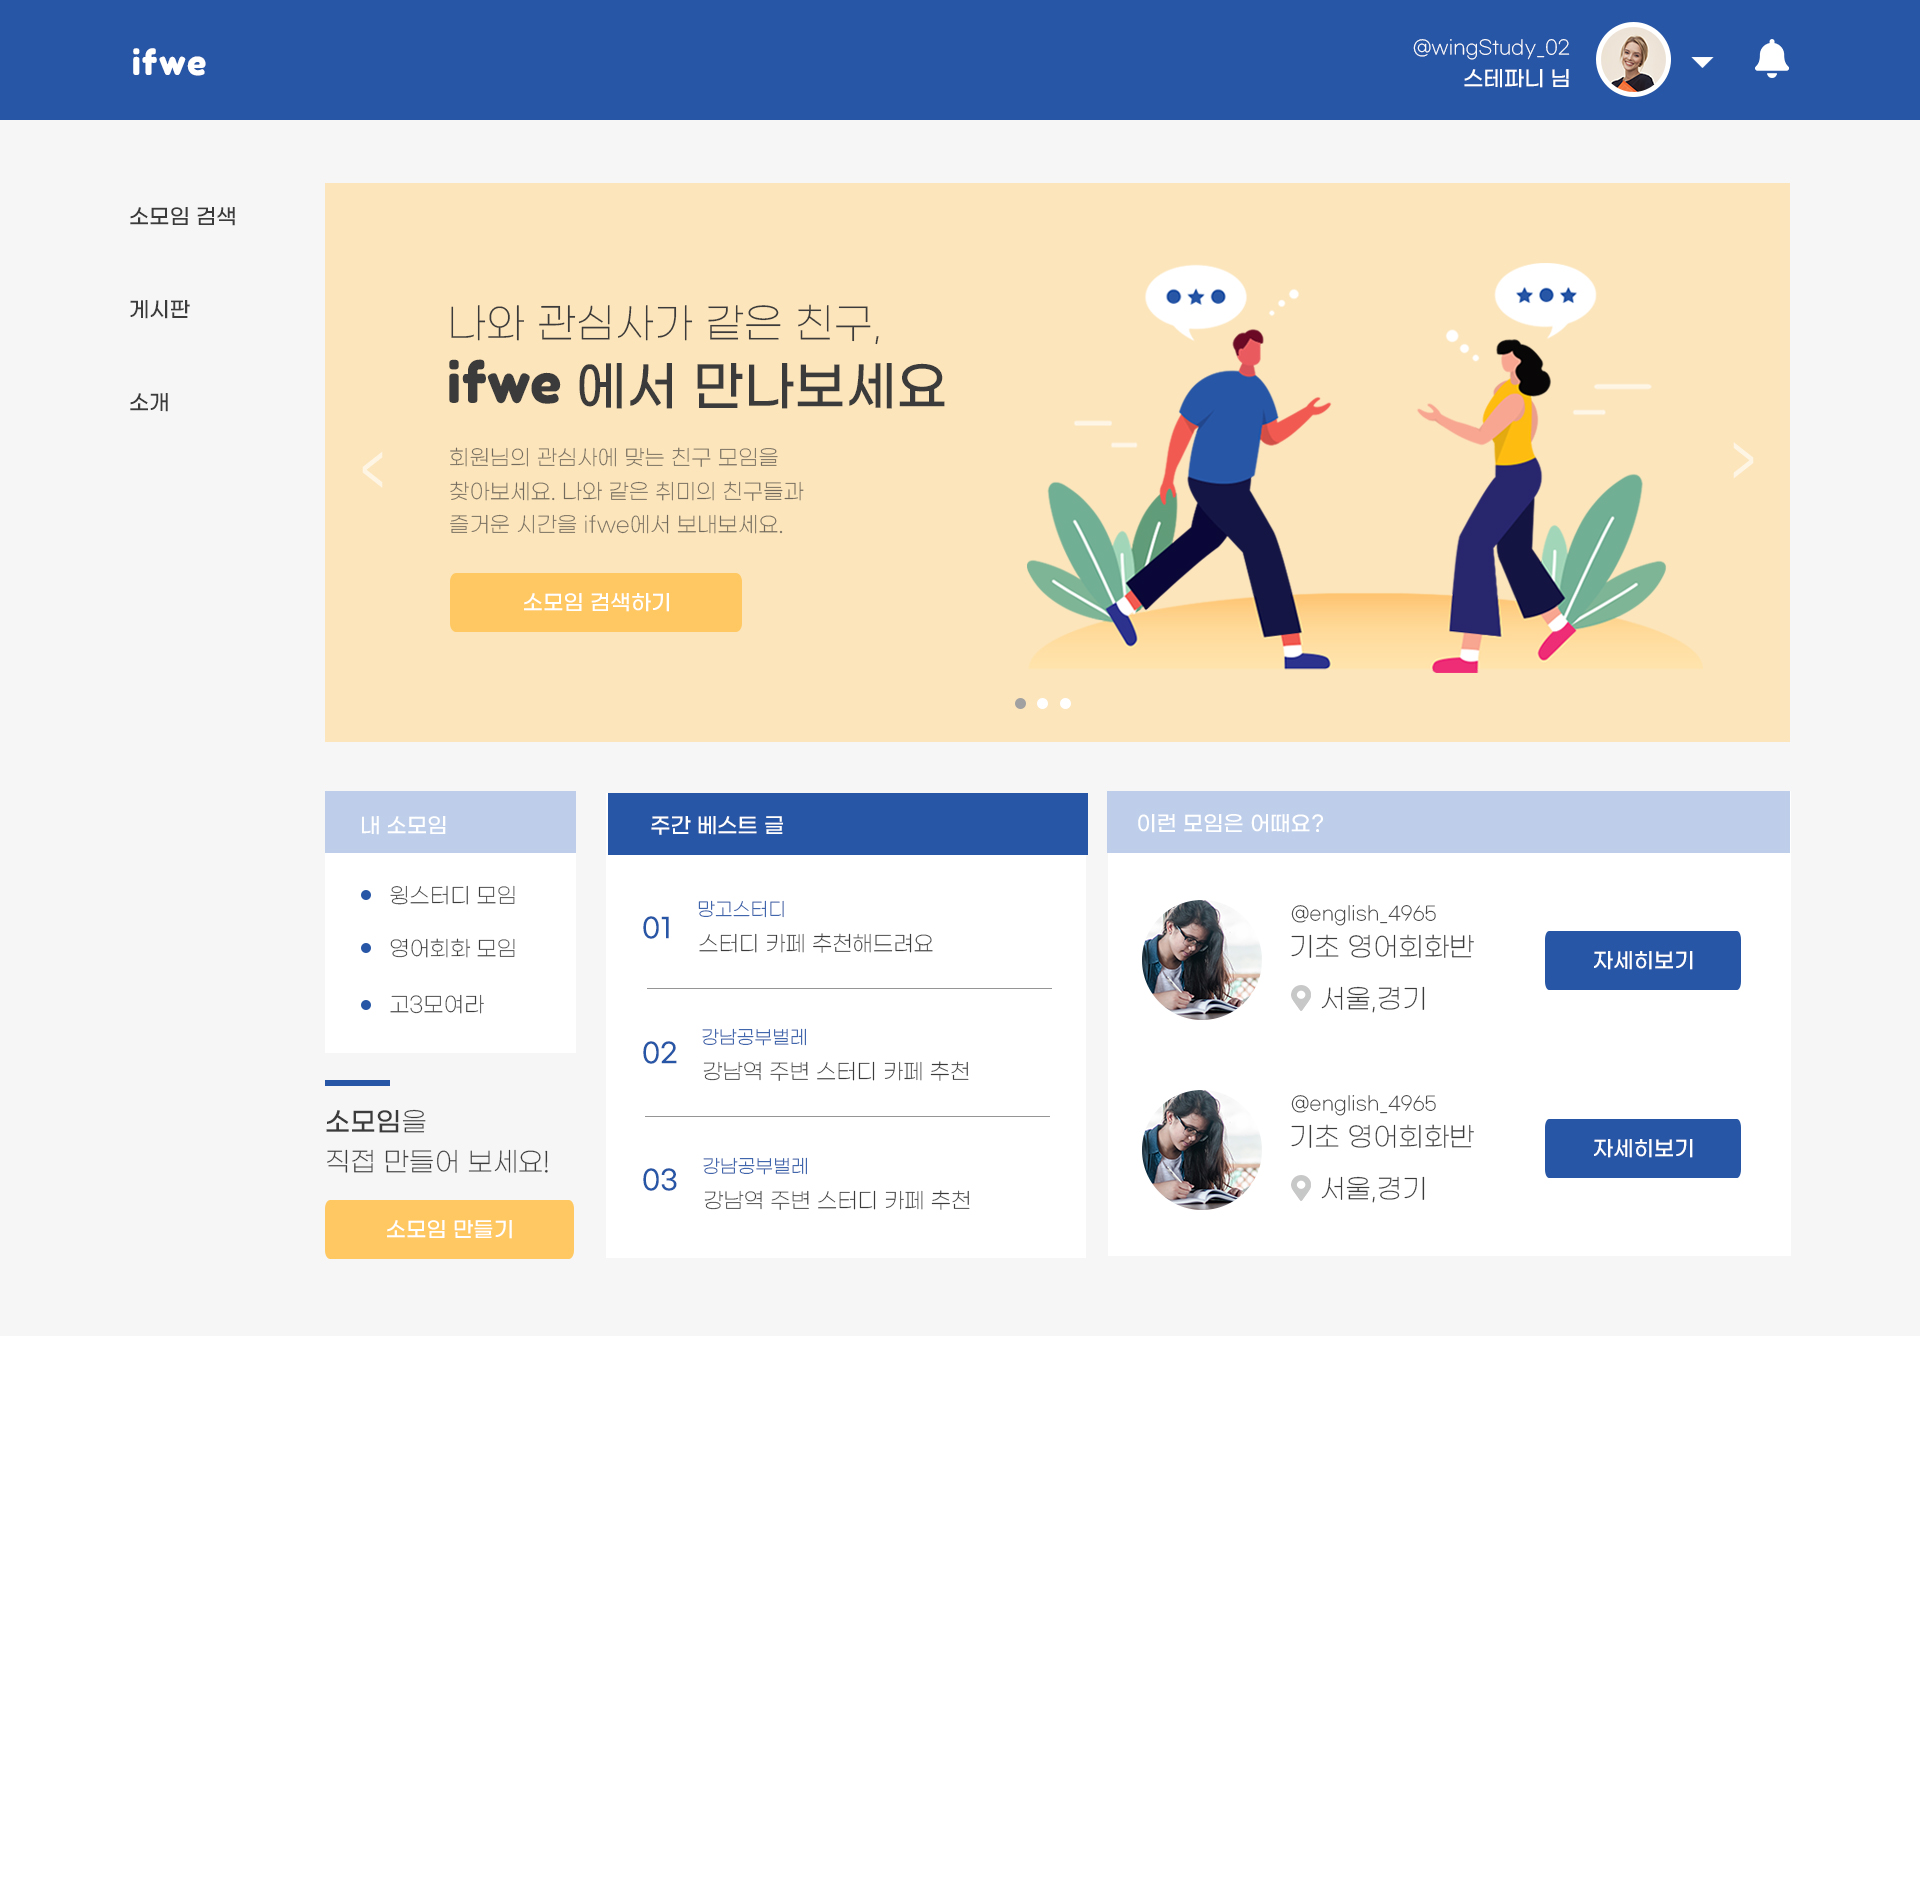 ifwe
@wingStudy_02
스테파니 님
소모임 검색
게시판
소개
나와 관심사가 같은 친구,
ifwe 에서 만나보세요
회원님의 관심사에 맞는 친구 모임을
찾아보세요. 나와 같은 취미의 친구들과
즐거운 시간을 ifwe에서 보내보세요.
소모임 검색하기
내 소모임
윙스터디 모임
영어회화 모임
고3모여라
소모임을
직접 만들어 보세요!
소모임 만들기
주간 베스트 글
01
망고스터디
스터디 카페 추천해드려요
02
강남공부벌레
강남역 주변 스터디 카페 추천
03
강남공부벌레
강남역 주변 스터디 카페 추천
이런 모임은 어때요?
@english_4965
기초 영어회화반
서울,경기
자세히보기
@english_4965
기초 영어회화반
서울,경기
자세히보기